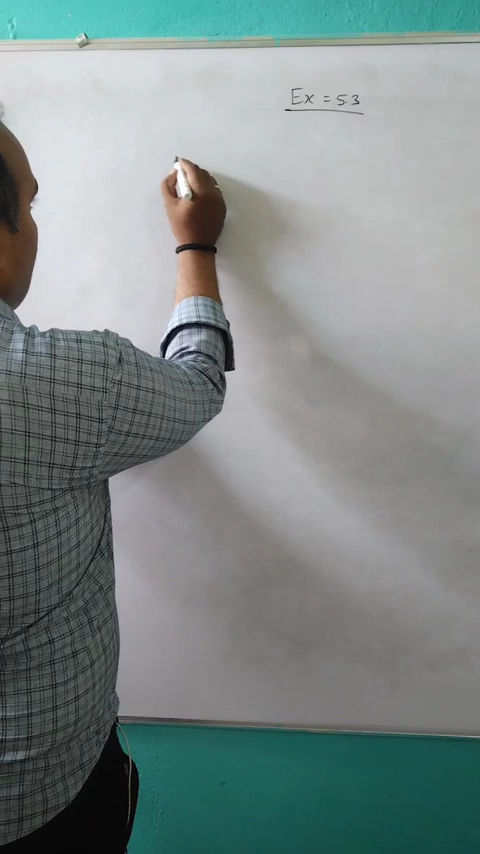 Ex = 5.3